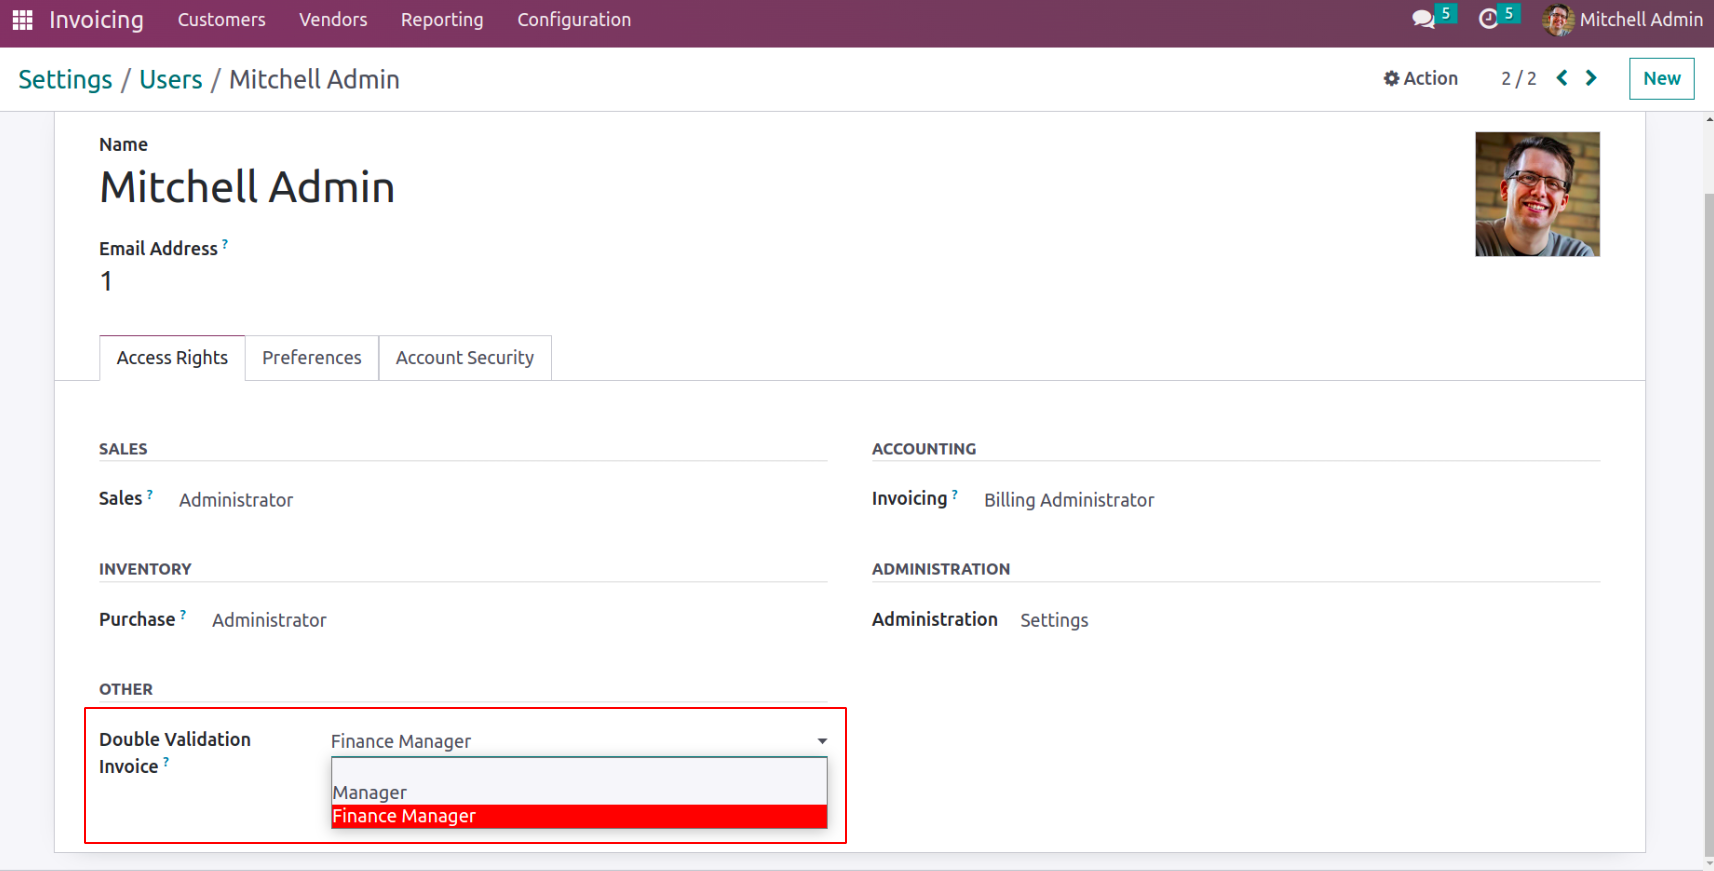 Invoicing Customers Vendors Reporting Configuration 5 5 Mitchell Admin
Settings / Users / Mitchell Admin Action 2 / 2 New
Name
Mitchell Admin
Email Address ?
1
Access Rights Preferences Account Security
SALES ACCOUNTING
Sales ? Administrator Invoicing ? Billing Administrator
INVENTORY ADMINISTRATION
Purchase ? Administrator Administration Settings
OTHER
Double Validation Finance Manager
Invoice ?
Manager
Finance Manager